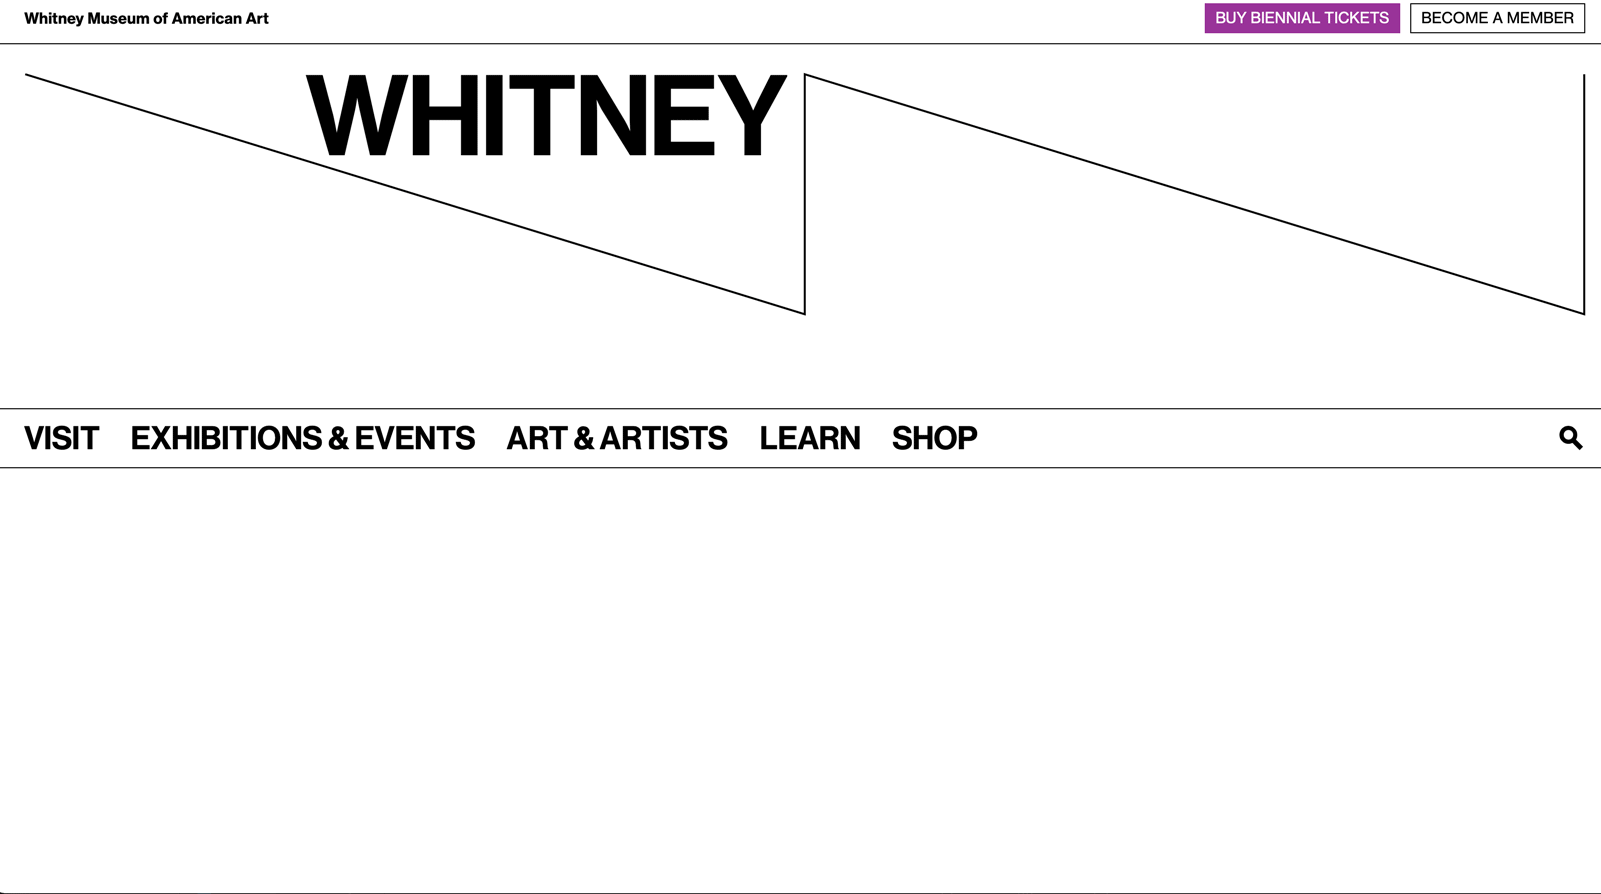 Whitney Museum of American Art
BUY BIENNIAL TICKETS
BECOME A MEMBER
WHITNEY
VISIT EXHIBITIONS & EVENTS ART & ARTISTS LEARN SHOP